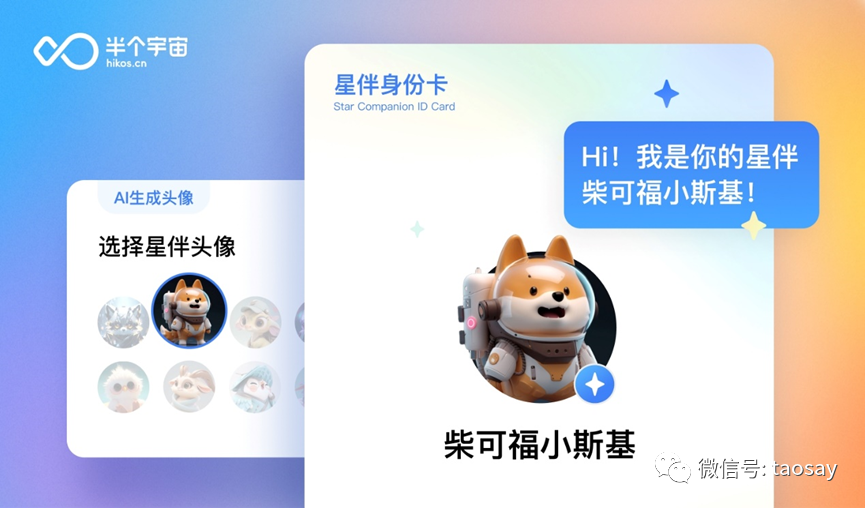 半个宇宙
hikos.cn
星伴身份卡
Star Companion ID Card
Hi！我是你的星伴
柴可福小斯基！
AI生成头像
选择星伴头像
柴可福小斯基
微信号: taosay